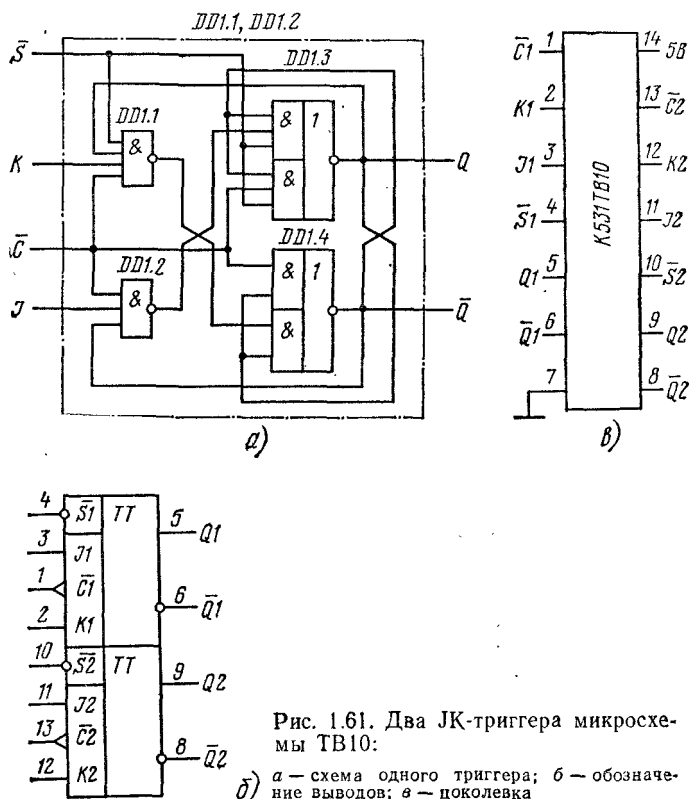 DD1.1, DD1.2
S̅
DD1.3
DD1.1
&
& 1
&
K
Q
C̅
DD1.2
DD1.4
&
& 1
&
J
Q̅
а)
C̅1 1 14 5В
K1 2 13 C̅2
J1 3 12 K2
S̅1 4 11 J2
Q1 5 10 S̅2
Q̅1 6 9 Q2
7 8 Q̅2
К531ТВ10
в)
4 S̅1 TT 5 Q1
3 J1
1 C̅1 6 Q̅1
2 K1
10 S̅2 TT 9 Q2
11 J2
13 C̅2 8 Q̅2
12 K2
б)
Рис. 1.61. Два JK-триггера микросхе-
мы ТВ10:
а — схема одного триггера; б — обозначе-
ние выводов; в — цоколевка